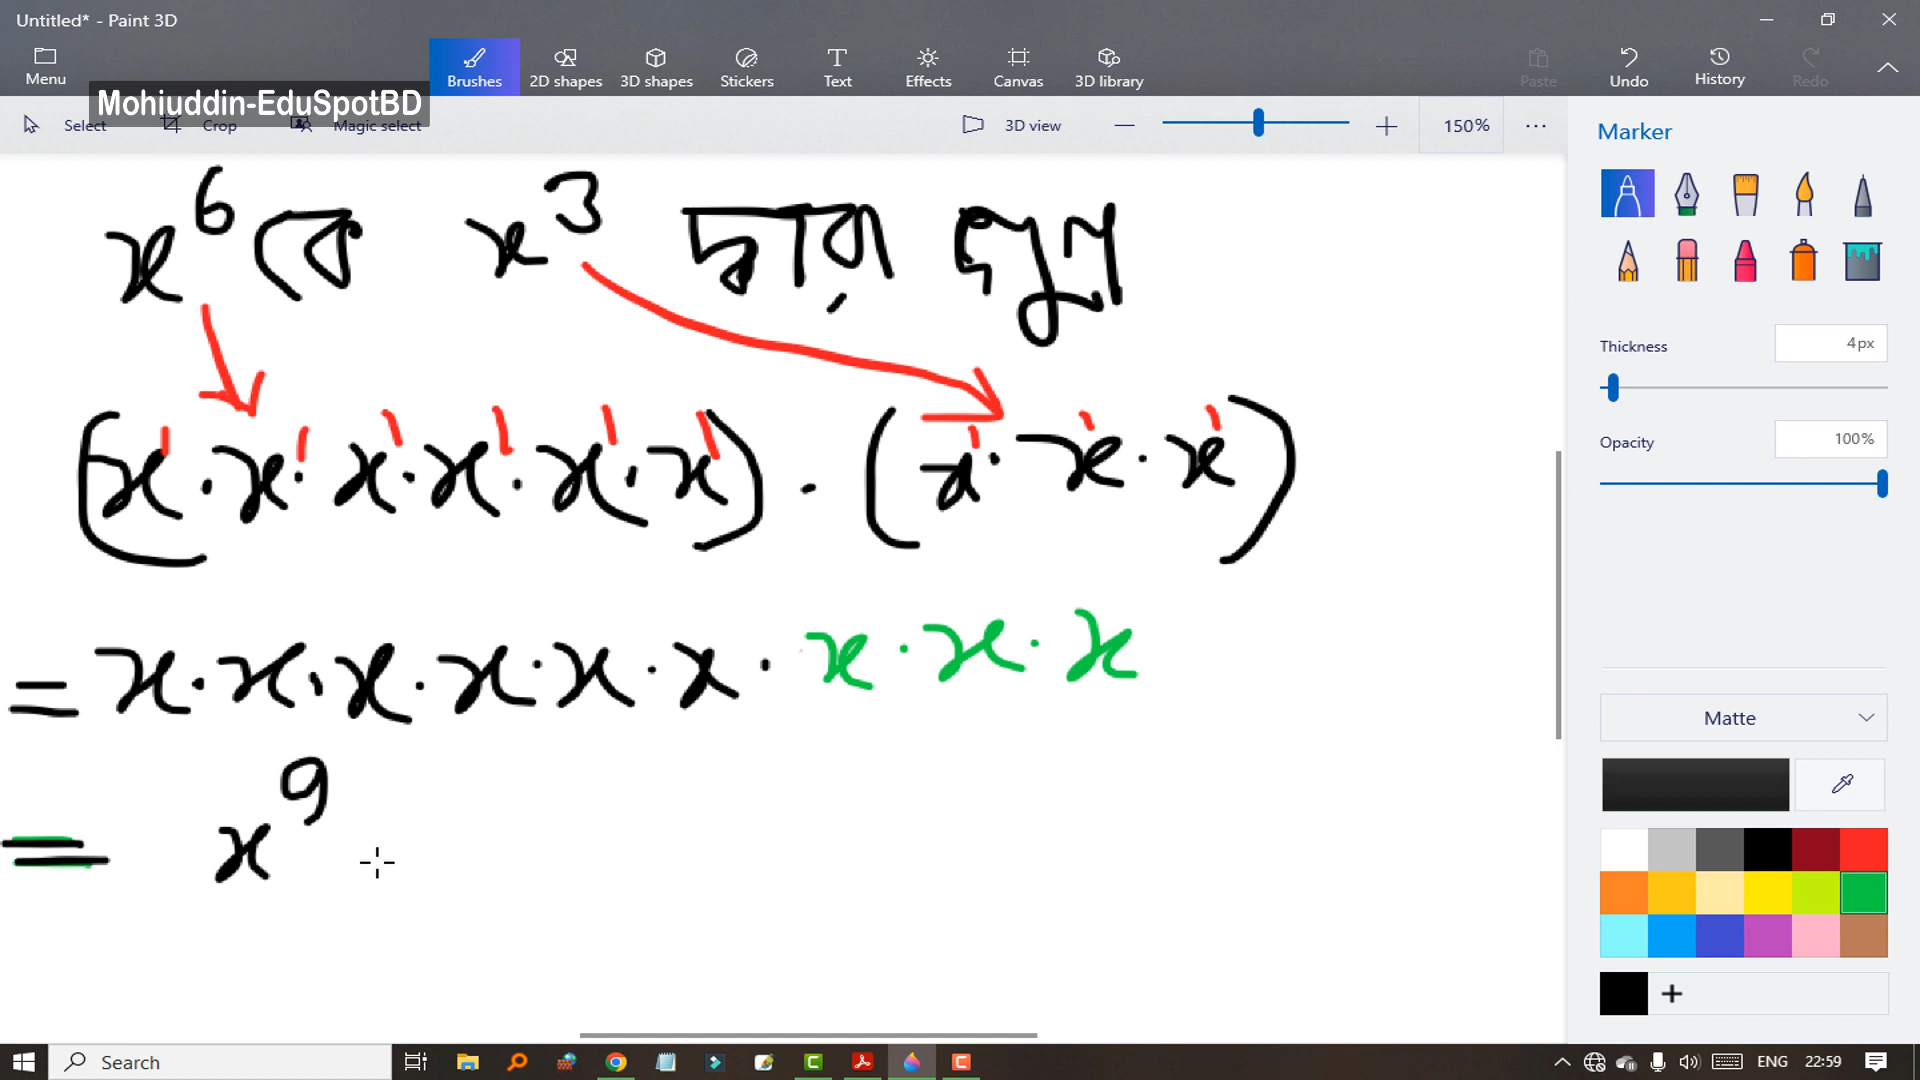 Untitled* - Paint 3D
Menu
Brushes
2D shapes
3D shapes
Stickers
Text
Effects
Canvas
3D library
Paste
Undo
History
Redo
Mohiuddin-EduSpotBD
Select
Crop
Magic select
3D view
150%
Marker
x⁶ কে x³ দ্বারা গুণ
(x · x · x · x · x · x) · (x · x · x)
= x · x · x · x · x · x · x · x · x
= x⁹
Thickness
4px
Opacity
100%
Matte
Search
ENG
22:59